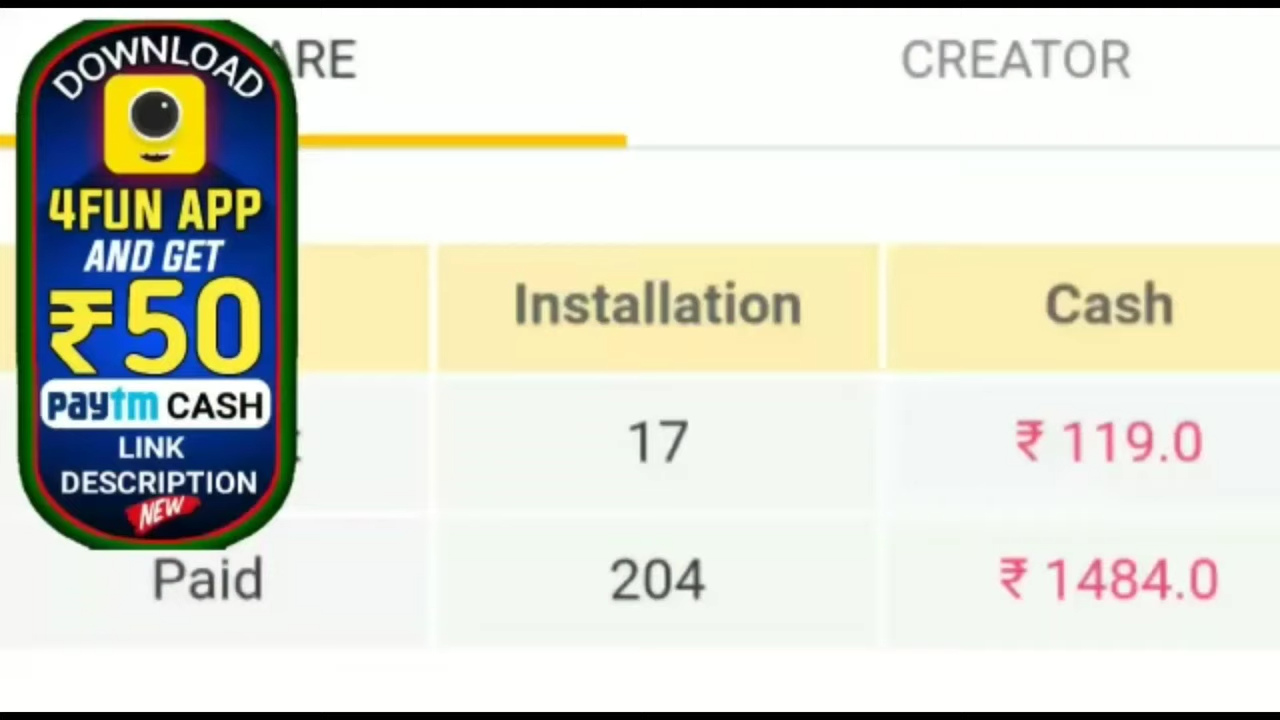 DOWNLOAD
4FUN APP
AND GET
₹50
paytm CASH
LINK
DESCRIPTION
NEW
CREATOR
Installation Cash
17 ₹ 119.0
Paid 204 ₹ 1484.0